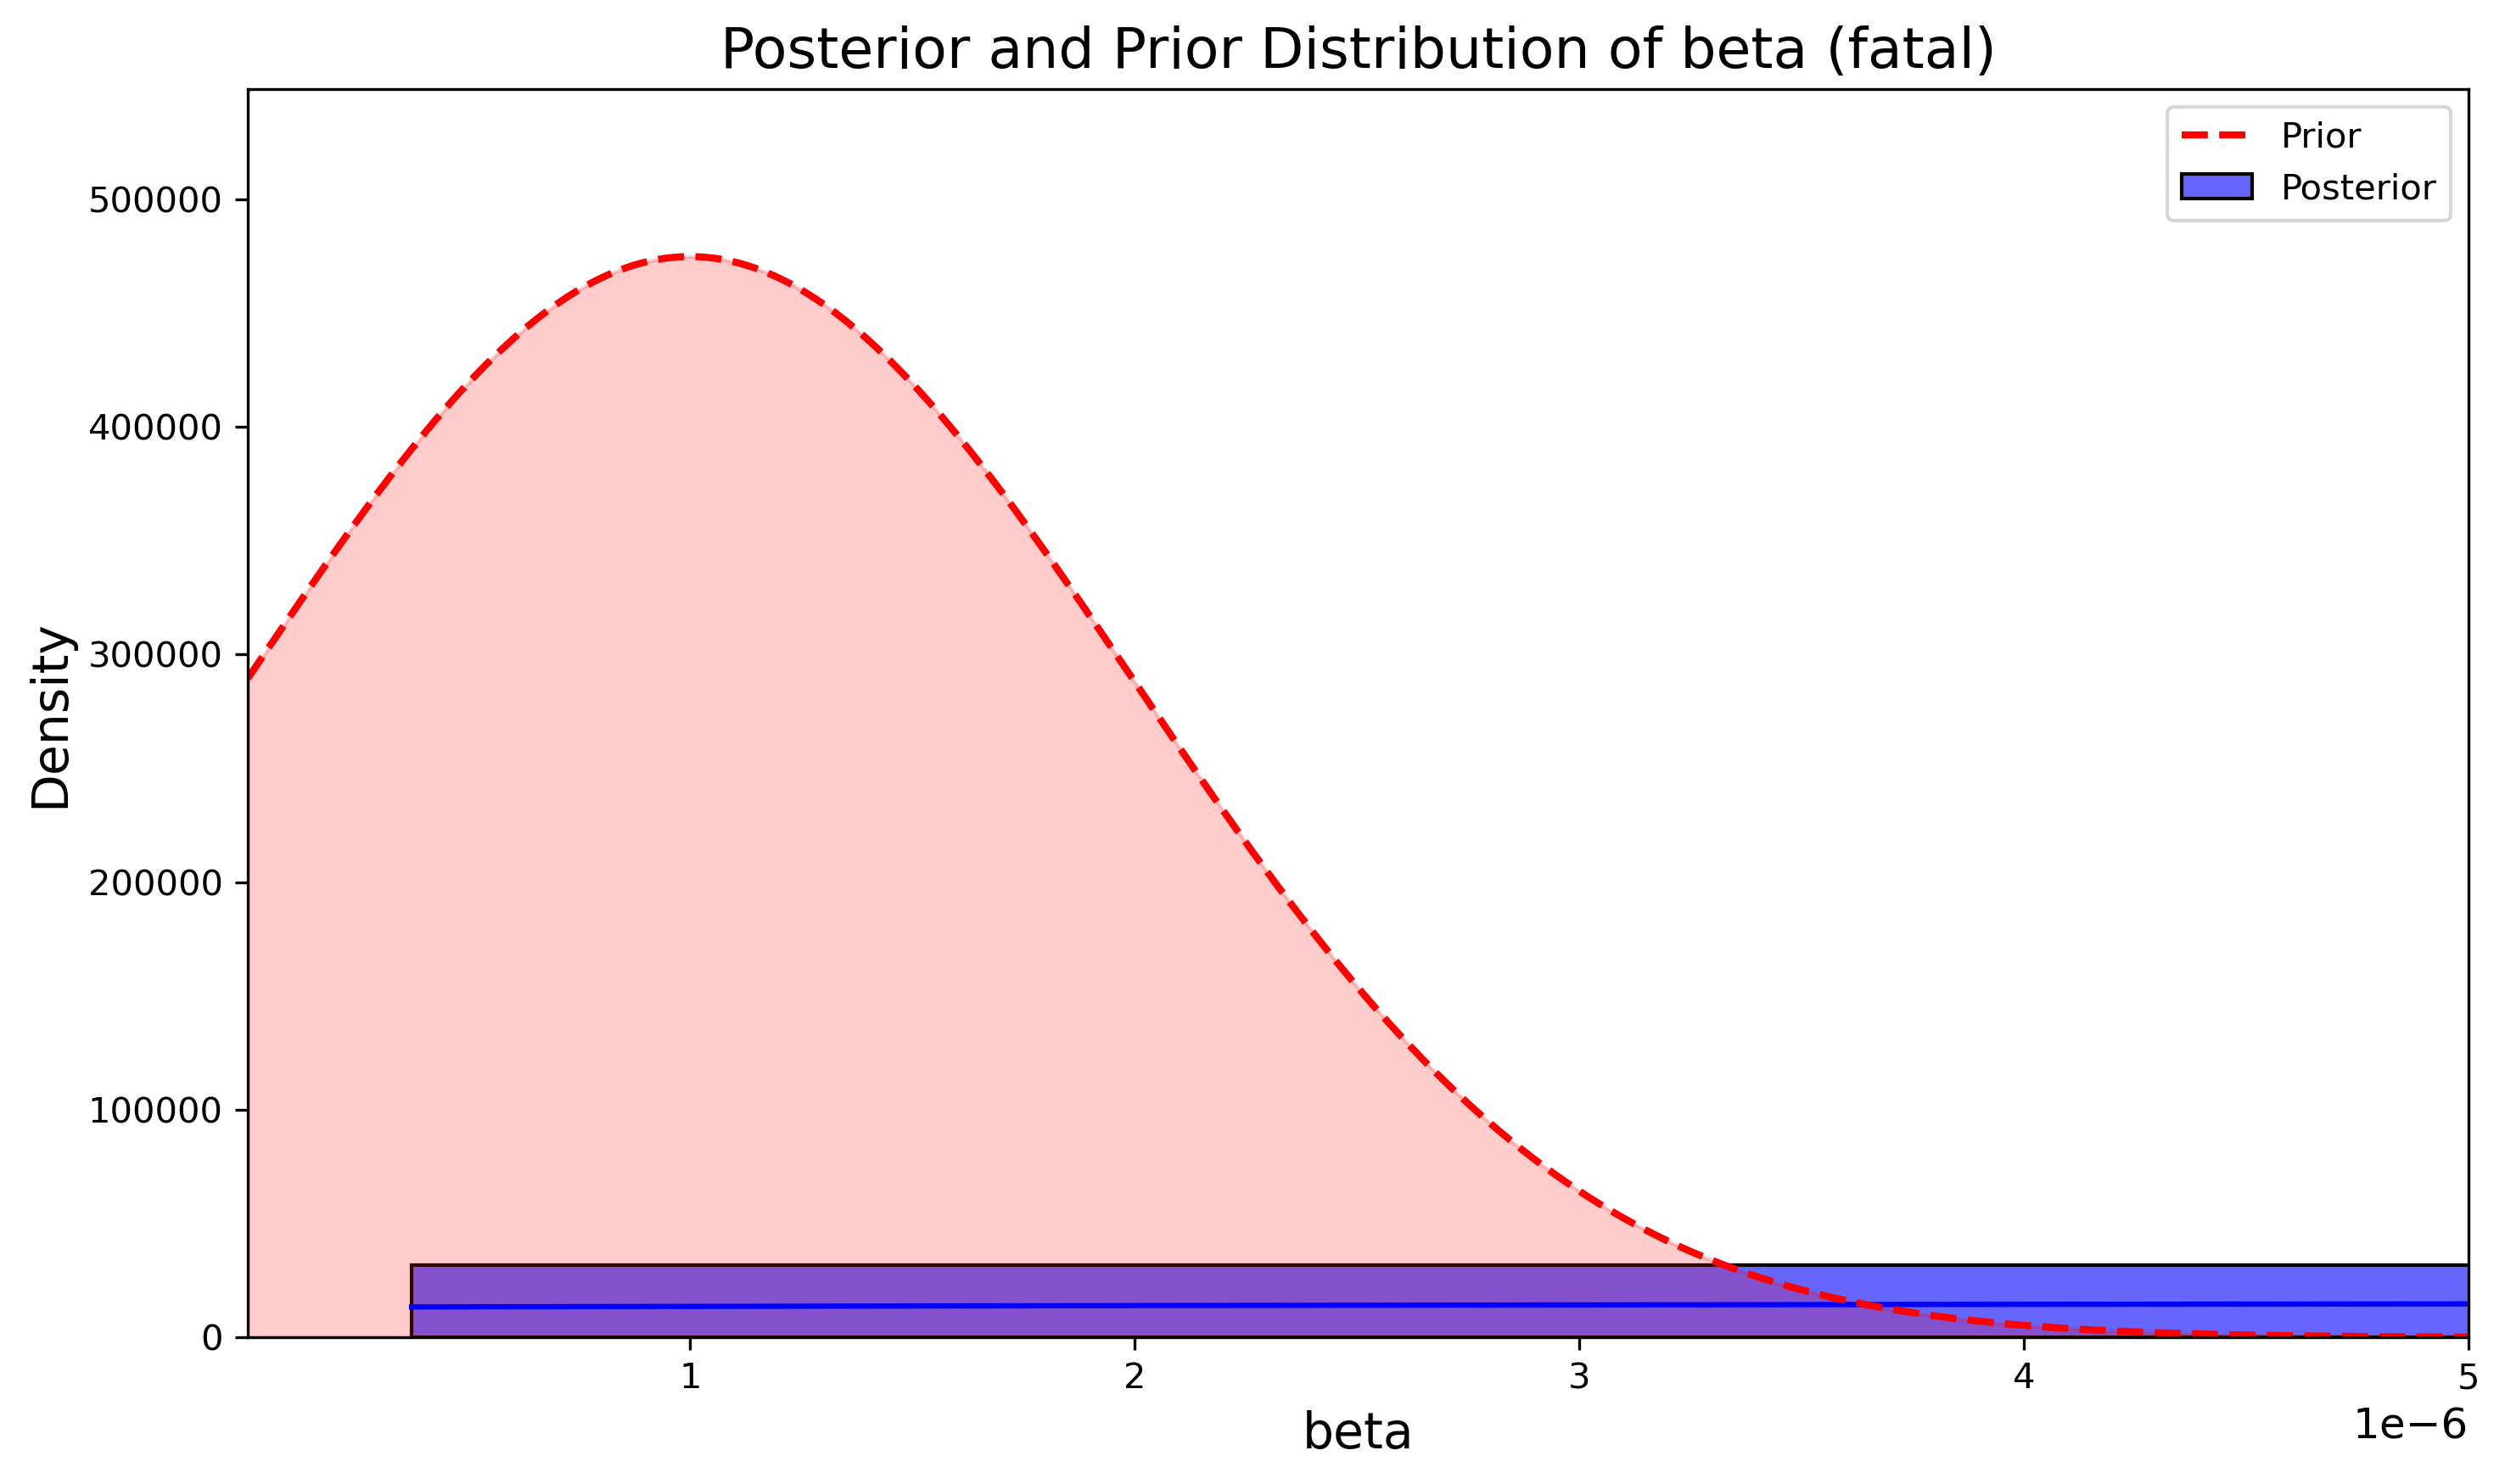 Posterior and Prior Distribution of beta (fatal)
Prior
Posterior
500000
400000
300000
200000
100000
0
Density
1 2 3 4 5
1e−6
beta